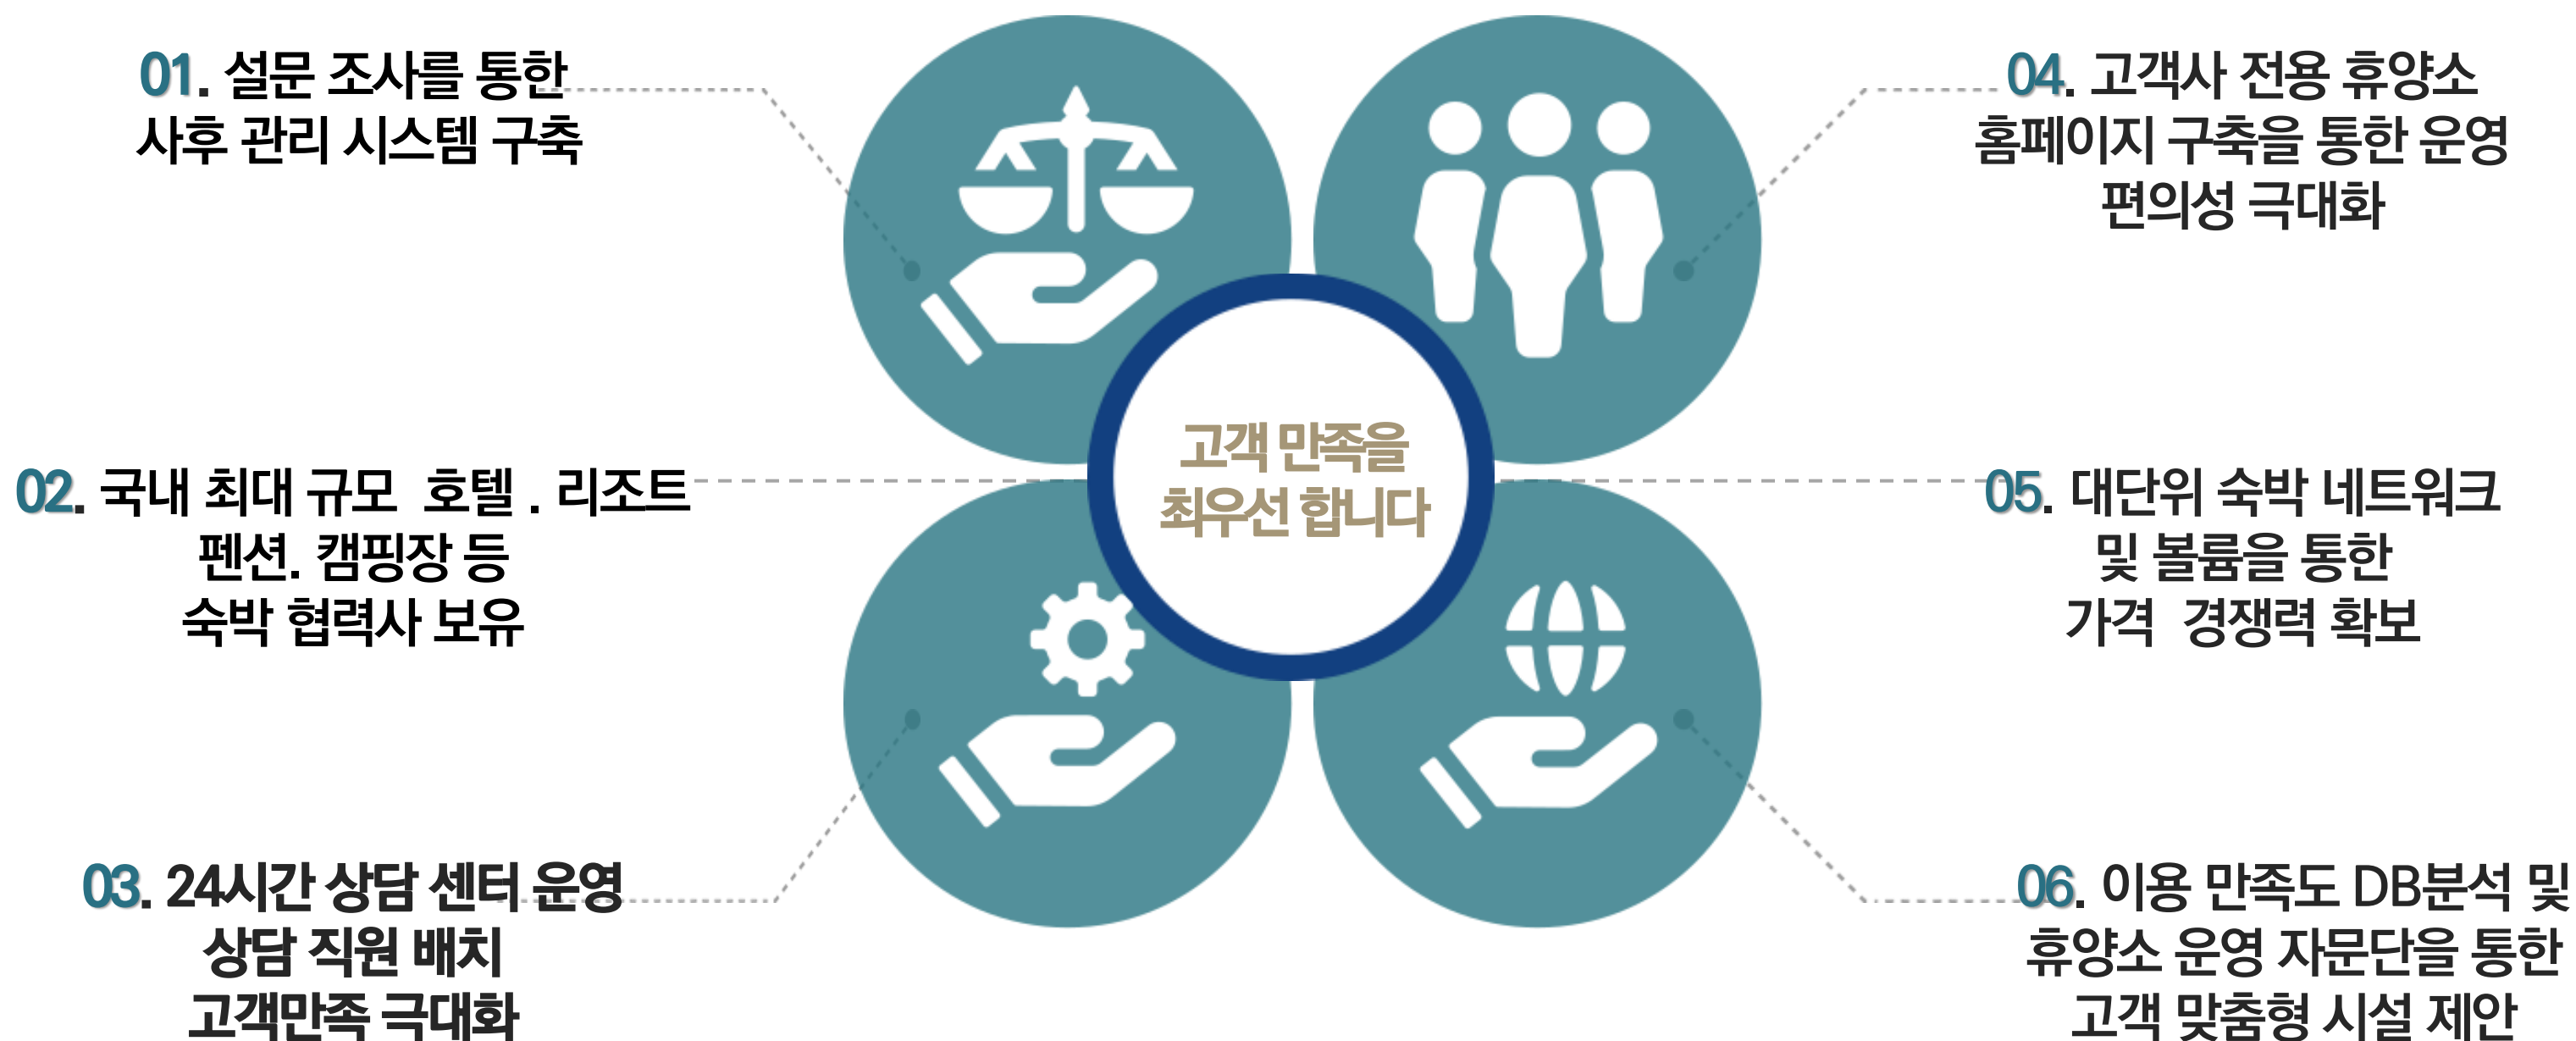 01. 설문 조사를 통한
사후 관리 시스템 구축
02. 국내 최대 규모 호텔 . 리조트
펜션. 캠핑장 등
숙박 협력사 보유
03. 24시간 상담 센터 운영
상담 직원 배치
고객만족 극대화
고객 만족을
최우선 합니다
04. 고객사 전용 휴양소
홈페이지 구축을 통한 운영
편의성 극대화
05. 대단위 숙박 네트워크
및 볼륨을 통한
가격 경쟁력 확보
06. 이용 만족도 DB분석 및
휴양소 운영 자문단을 통한
고객 맞춤형 시설 제안